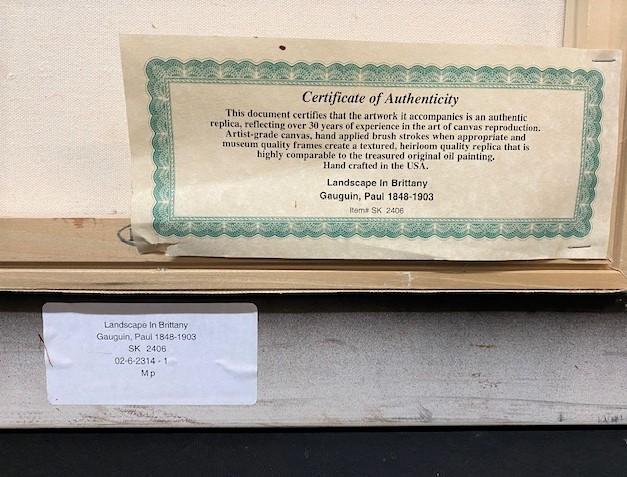 Certificate of Authenticity
This document certifies that the artwork it accompanies is an authentic
replica, reflecting over 30 years of experience in the art of canvas reproduction.
Artist-grade canvas, hand applied brush strokes when appropriate and
museum quality frames create a textured, heirloom quality replica that is
highly comparable to the treasured original oil painting.
Hand crafted in the USA.
Landscape In Brittany
Gauguin, Paul 1848-1903
Item# SK 2406
Landscape In Brittany
Gauguin, Paul 1848-1903
SK 2406
02-6-2314 - 1
M p